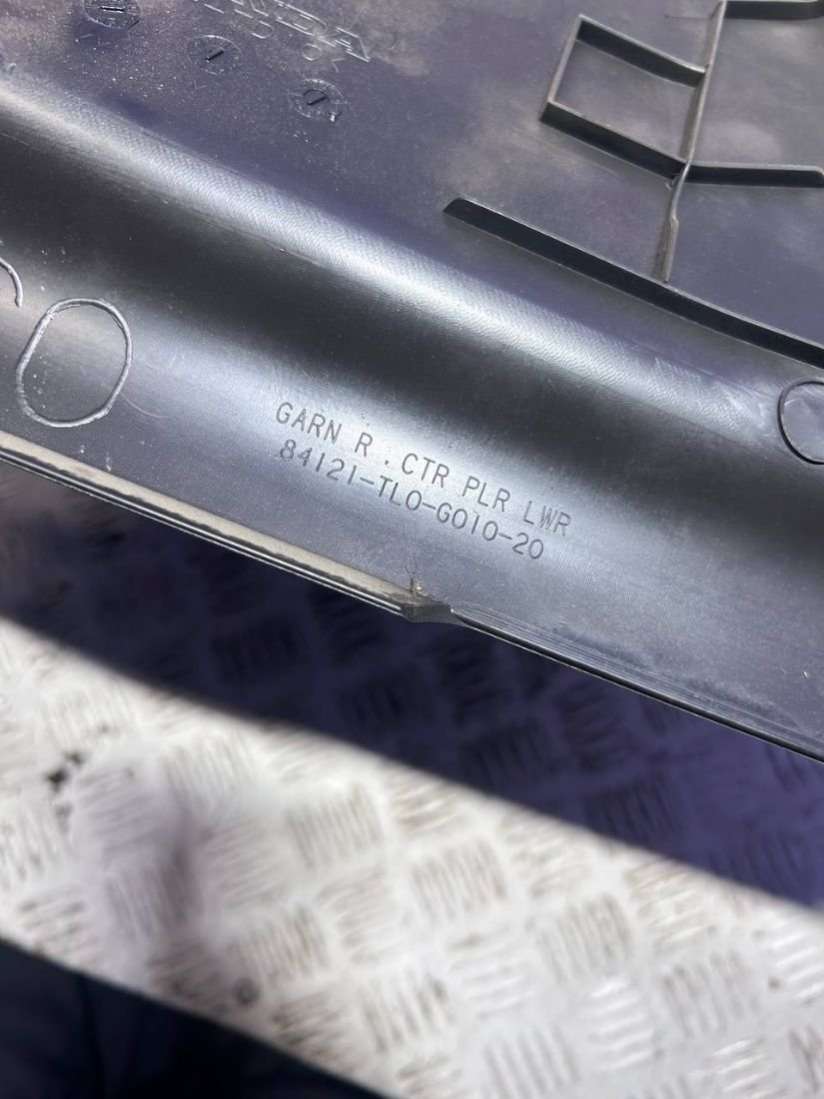 GARN R . CTR PLR LWR
84121-TL0-G010-20